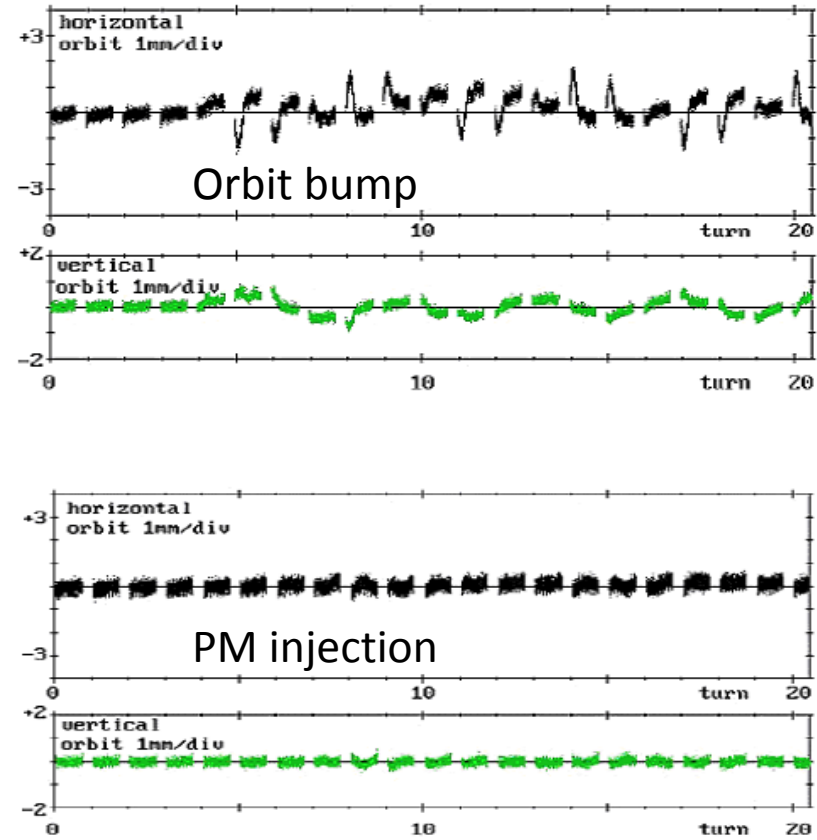 horizontal
+3
orbit 1mm/div
Orbit bump
-3
0 10 turn 20
+2
vertical
orbit 1mm/div
-2
0 10 turn 20
horizontal
+3
orbit 1mm/div
PM injection
-3
0 10 turn 20
+2
vertical
orbit 1mm/div
-2
0 10 turn 20